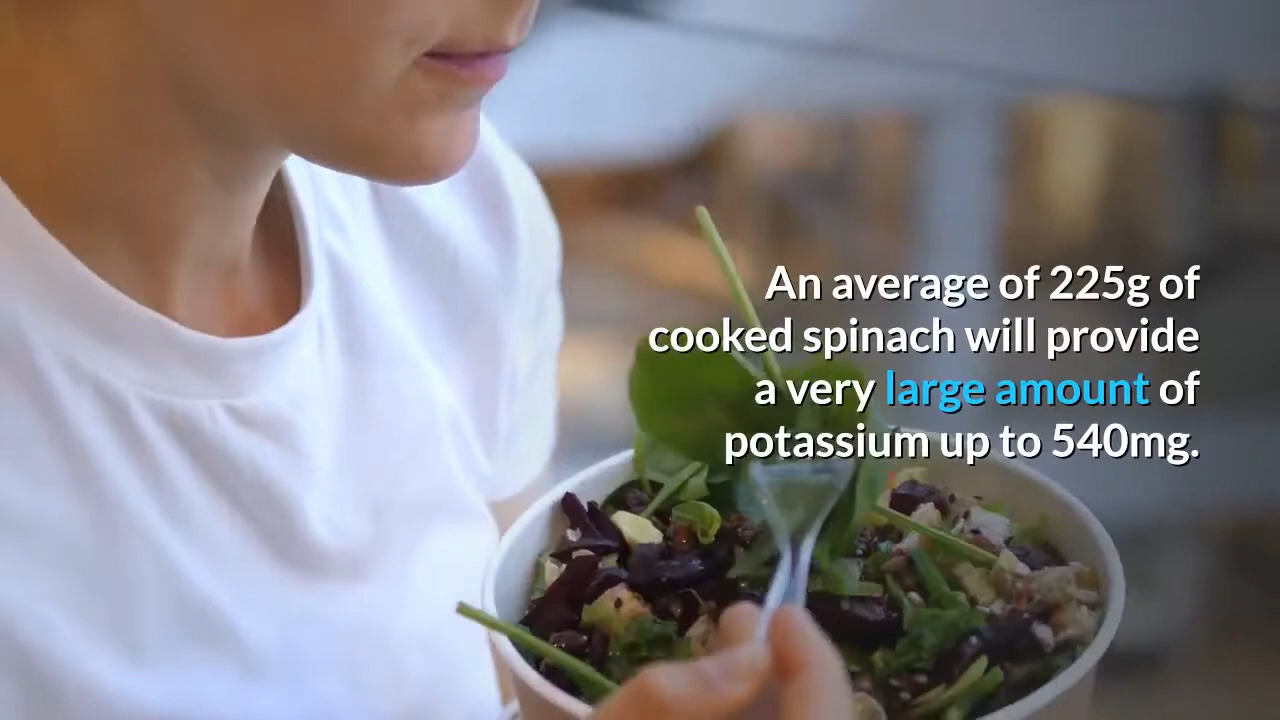 An average of 225g of
cooked spinach will provide
a very large amount of
potassium up to 540mg.